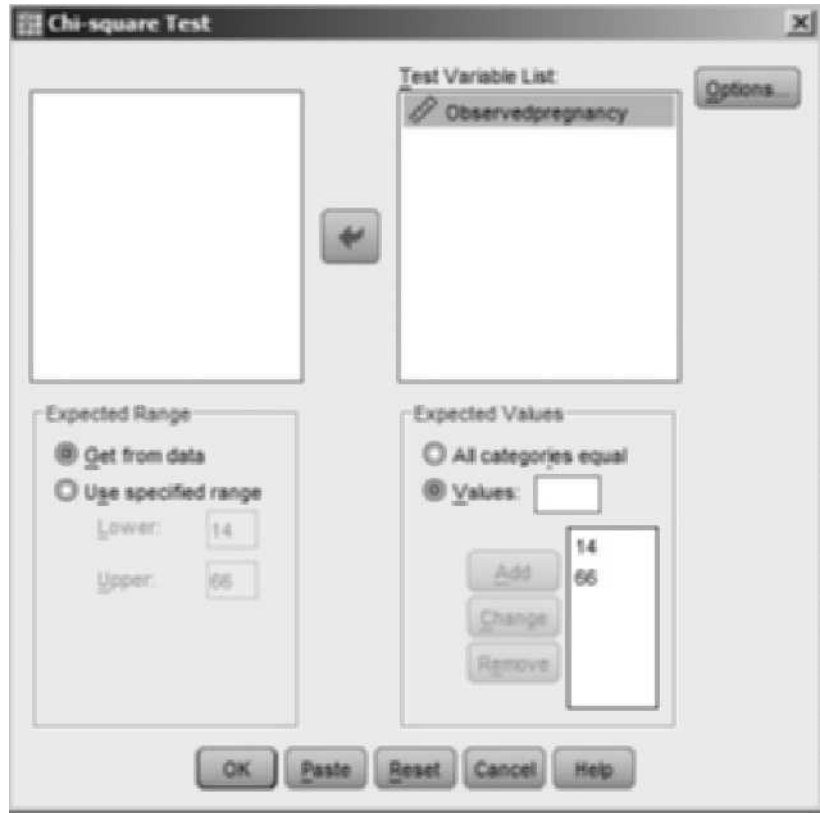 Chi-square Test
Test Variable List:
Options...
Observedpregnancy
Expected Range
Get from data
Use specified range
Lower: 14
Upper: 66
Expected Values
All categories equal
Values:
Add
Change
Remove
14
66
OK Paste Reset Cancel Help